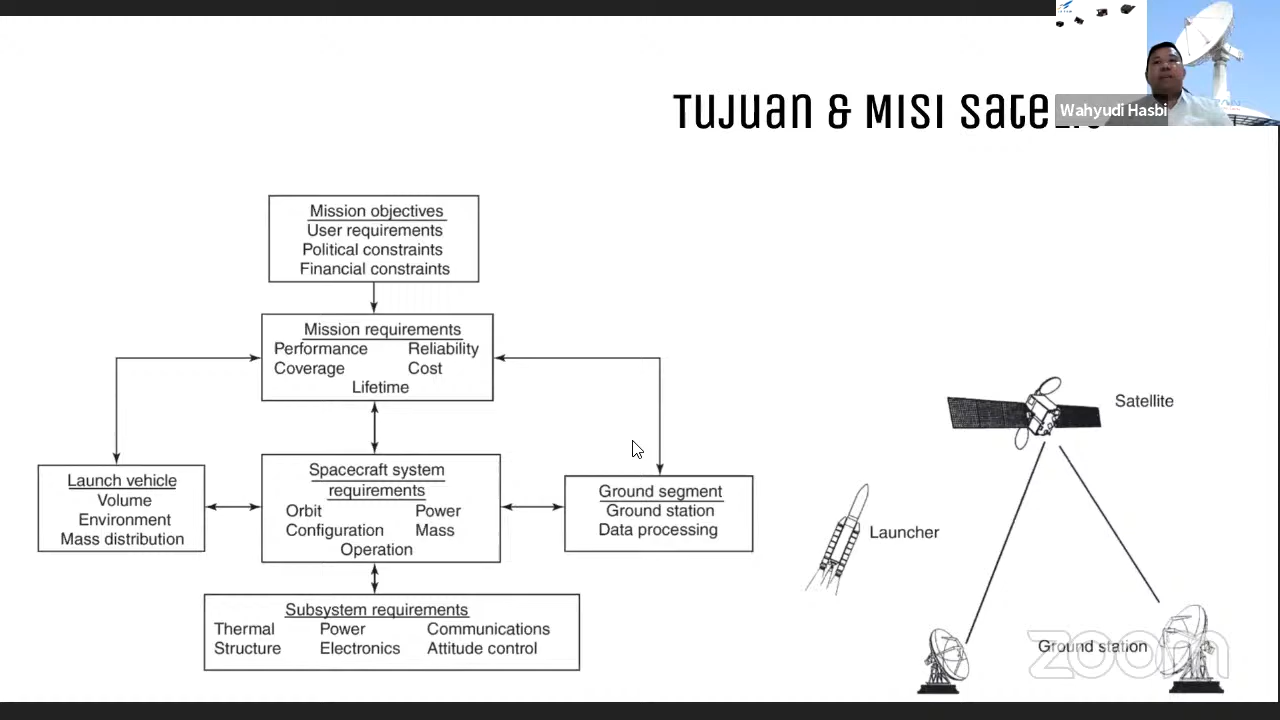 Tujuan & Misi
Wahyudi Hasbi
Mission objectives
User requirements
Political constraints
Financial constraints
Mission requirements
Performance Reliability
Coverage Cost
Lifetime
Launch vehicle
Volume
Environment
Mass distribution
Spacecraft system
requirements
Orbit Power
Configuration Mass
Operation
Ground segment
Ground station
Data processing
Subsystem requirements
Thermal Power Communications
Structure Electronics Attitude control
Satellite
Launcher
Ground station
zoom